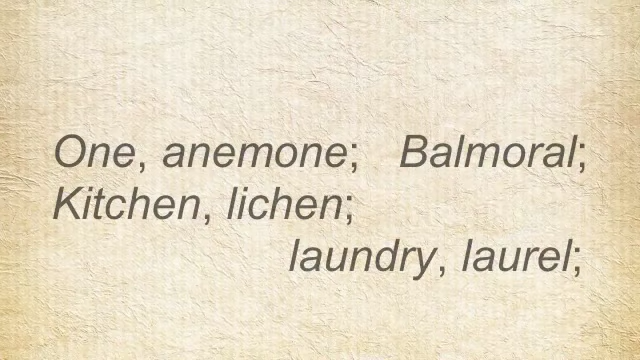 One, anemone; Balmoral;
Kitchen, lichen;
laundry, laurel;